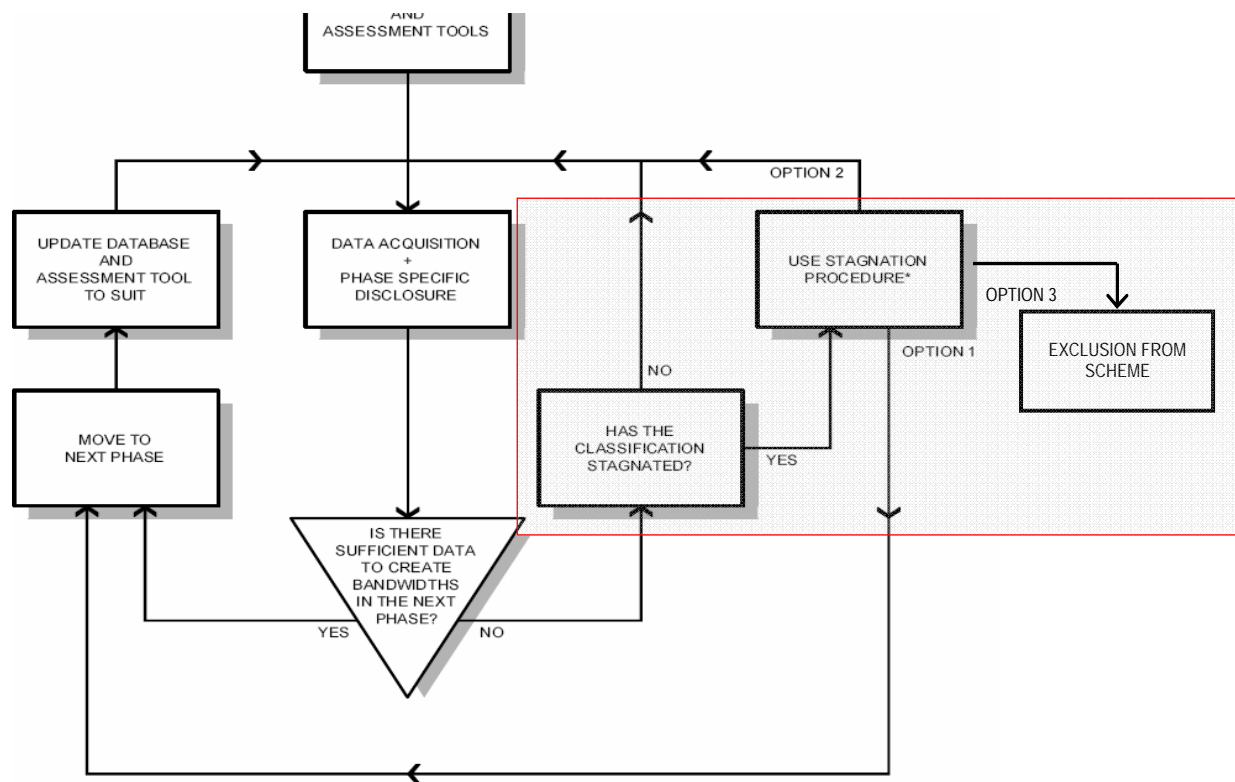 AND
ASSESSMENT TOOLS
OPTION 2
UPDATE DATABASE
AND
ASSESSMENT TOOL
TO SUIT
DATA ACQUISITION
+
PHASE SPECIFIC
DISCLOSURE
USE STAGNATION
PROCEDURE*
OPTION 3
OPTION 1
EXCLUSION FROM
SCHEME
NO
MOVE TO
NEXT PHASE
HAS THE
CLASSIFICATION
STAGNATED?
YES
IS THERE
SUFFICIENT DATA
TO CREATE
BANDWIDTHS
IN THE NEXT
PHASE?
YES
NO